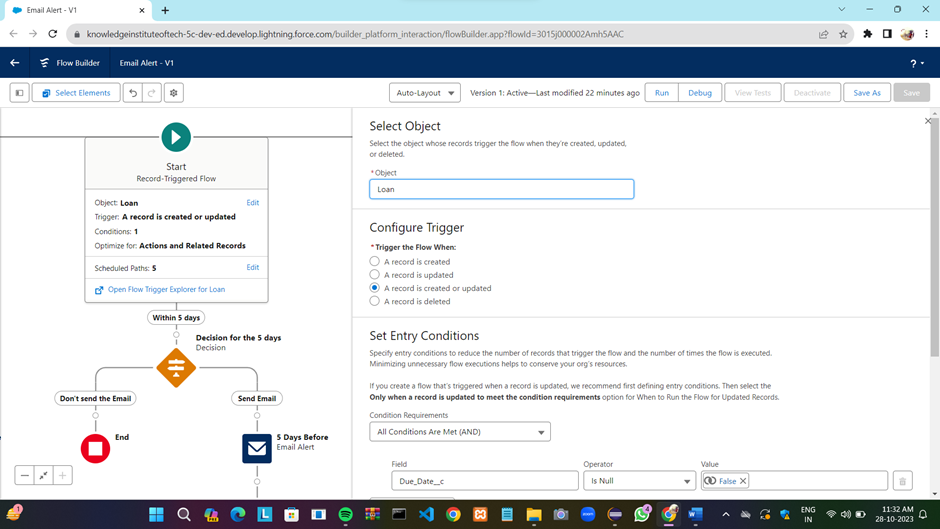 Email Alert - V1
knowledgeinstituteoftech-5c-dev-ed.develop.lightning.force.com/builder_platform_interaction/flowBuilder.app?flowId=3015j000002Amh5AAC
Flow Builder
Email Alert - V1
?
Select Elements
Auto-Layout
Version 1: Active—Last modified 22 minutes ago
Run
Debug
View Tests
Deactivate
Save As
Save
Start
Record-Triggered Flow
Object: Loan
Edit
Trigger: A record is created or updated
Conditions: 1
Optimize for: Actions and Related Records
Scheduled Paths: 5
Edit
Open Flow Trigger Explorer for Loan
Within 5 days
Decision for the 5 days
Decision
Don't send the Email
Send Email
End
5 Days Before
Email Alert
Select Object
Select the object whose records trigger the flow when they're created, updated,
or deleted.
*Object
Loan
Configure Trigger
*Trigger the Flow When:
A record is created
A record is updated
A record is created or updated
A record is deleted
Set Entry Conditions
Specify entry conditions to reduce the number of records that trigger the flow and the number of times the flow is executed.
Minimizing unnecessary flow executions helps to conserve your org's resources.
If you create a flow that's triggered when a record is updated, we recommend first defining entry conditions. Then select the
Only when a record is updated to meet the condition requirements option for When to Run the Flow for Updated Records.
Condition Requirements
All Conditions Are Met (AND)
Field
Operator
Value
Due_Date__c
Is Null
False
ENG
IN
11:32 AM
28-10-2023